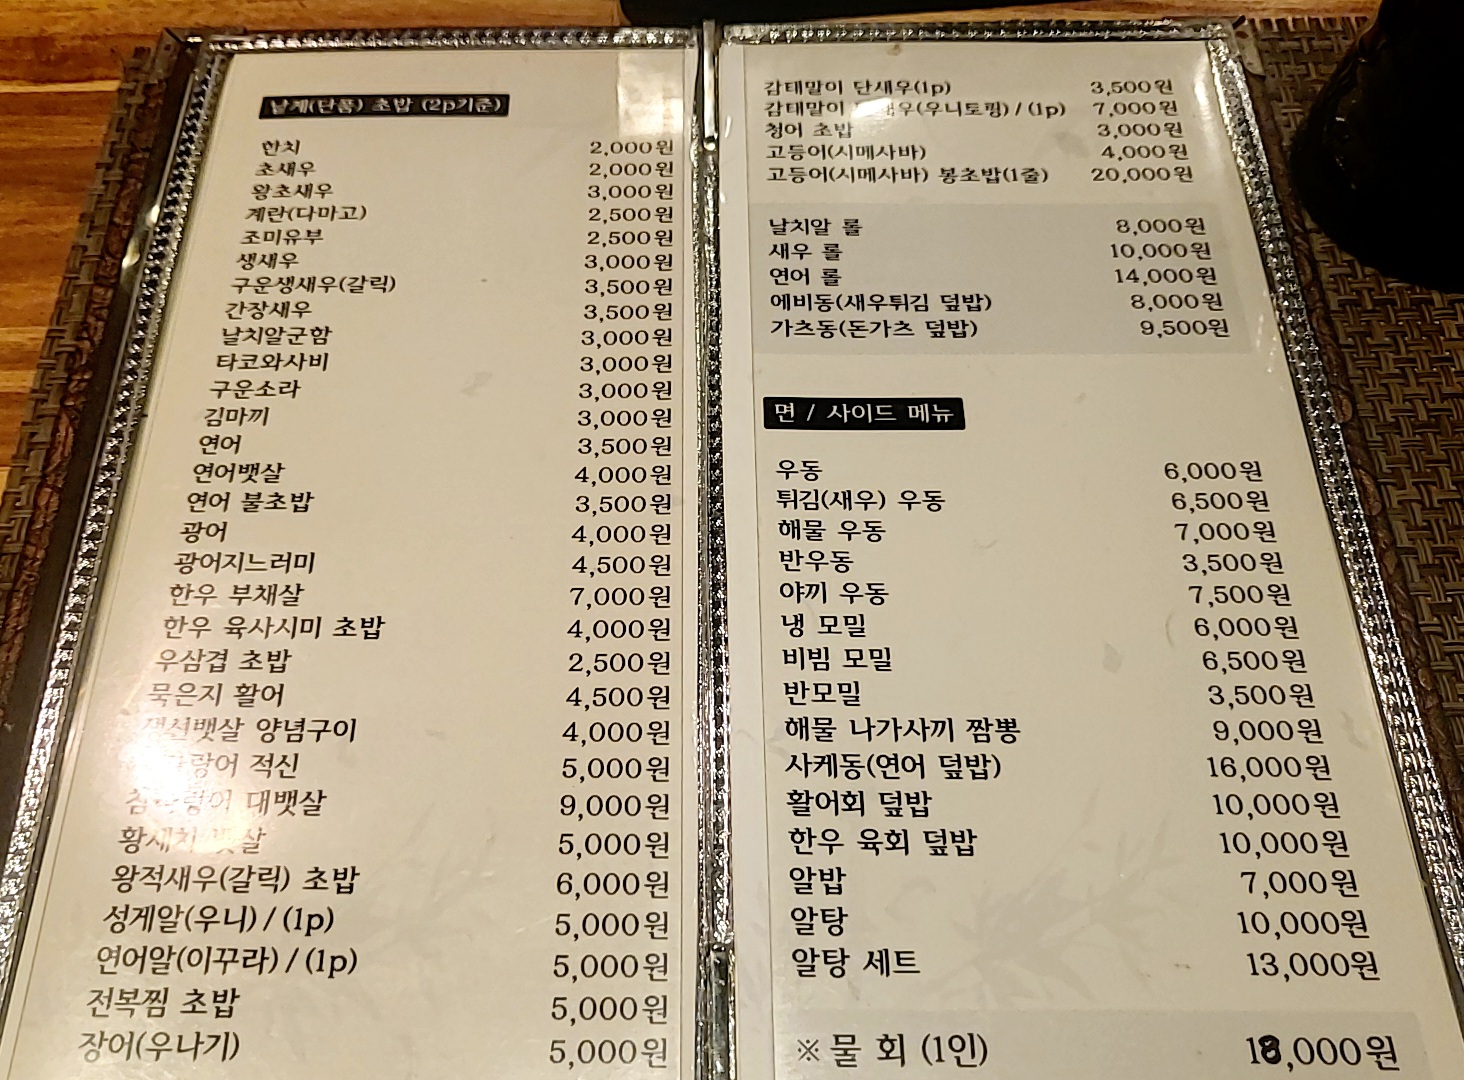 낱개(단품) 초밥 (2p기준)
한치 2,000원
초새우 2,000원
왕초새우 3,000원
계란(다마고) 2,500원
조미유부 2,500원
생새우 3,000원
구운생새우(갈릭) 3,500원
간장새우 3,500원
날치알군함 3,000원
타코와사비 3,000원
구운소라 3,000원
김마끼 3,000원
연어 3,500원
연어뱃살 4,000원
연어 불초밥 3,500원
광어 4,000원
광어지느러미 4,500원
한우 부채살 7,000원
한우 육사시미 초밥 4,000원
우삼겹 초밥 2,500원
묵은지 활어 4,500원
양념구이 4,000원
적신 5,000원
대뱃살 9,000원
황새치 뱃살 5,000원
왕적새우(갈릭) 초밥 6,000원
성게알(우니) / (1p) 5,000원
연어알(이꾸라) / (1p) 5,000원
전복찜 초밥 5,000원
장어(우나기) 5,000원
감태말이 단새우(1p) 3,500원
감태말이 단새우(우니토핑) / (1p) 7,000원
청어 초밥 3,000원
고등어(시메사바) 4,000원
고등어(시메사바) 봉초밥(1줄) 20,000원
날치알 롤 8,000원
새우 롤 10,000원
연어 롤 14,000원
에비동(새우튀김 덮밥) 8,000원
가츠동(돈가츠 덮밥) 9,500원
면 / 사이드 메뉴
우동 6,000원
튀김(새우) 우동 6,500원
해물 우동 7,000원
반우동 3,500원
야끼 우동 7,500원
냉 모밀 6,000원
비빔 모밀 6,500원
반모밀 3,500원
해물 나가사끼 짬뽕 9,000원
사케동(연어 덮밥) 16,000원
활어회 덮밥 10,000원
한우 육회 덮밥 10,000원
알밥 7,000원
알탕 10,000원
알탕 세트 13,000원
※ 물 회 (1인) 18,000원